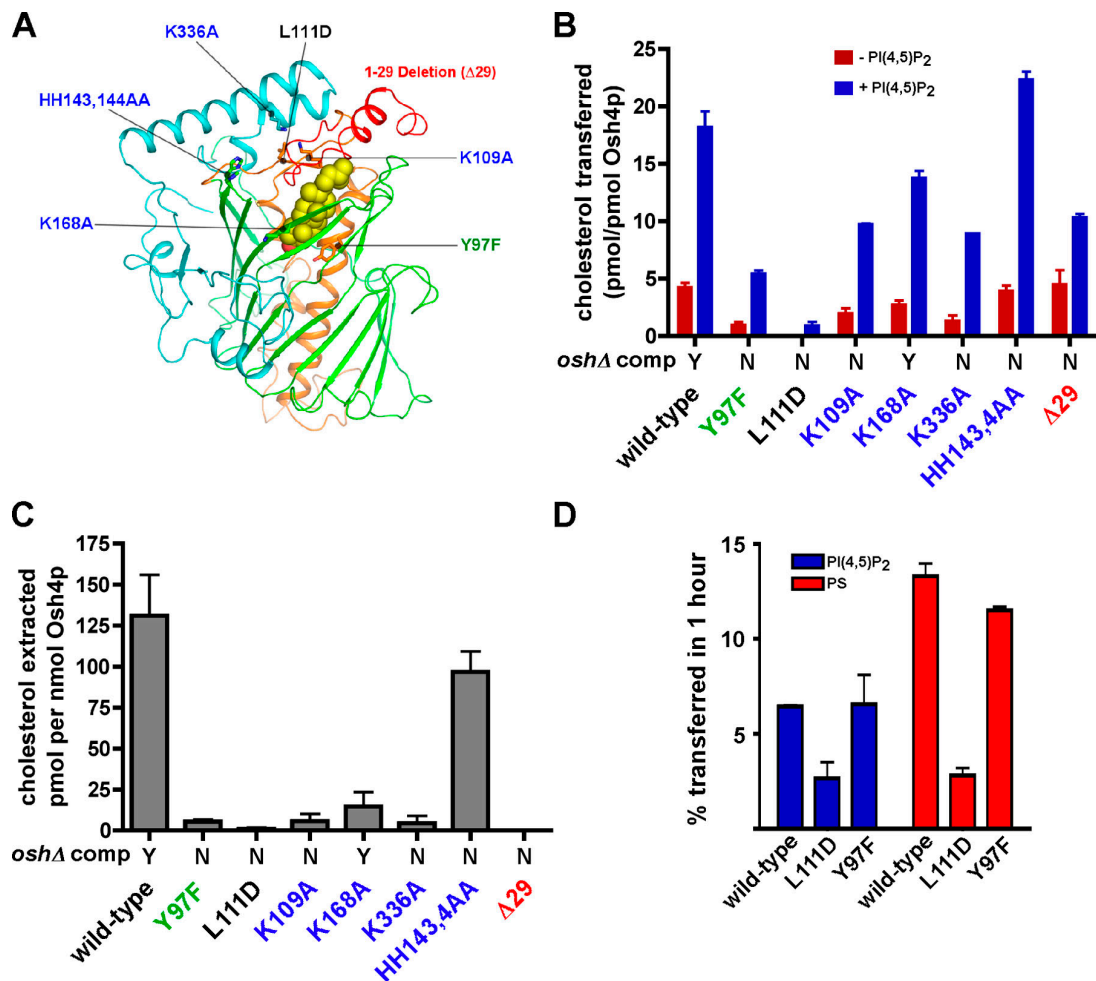 A
K336A
L111D
1-29 Deletion (Δ29)
HH143,144AA
K109A
K168A
Y97F
B
cholesterol transferred
(pmol/pmol Osh4p)
25
20
15
10
5
0
- PI(4,5)P2
+ PI(4,5)P2
oshΔ comp Y N N N Y N N N
wild-type
Y97F
L111D
K109A
K168A
K336A
HH143,4AA
Δ29
C
cholesterol extracted
pmol per nmol Osh4p
175
150
125
100
75
50
25
0
oshΔ comp Y N N N Y N N N
wild-type
Y97F
L111D
K109A
K168A
K336A
HH143,4AA
Δ29
D
% transferred in 1 hour
15
10
5
PI(4,5)P2
PS
wild-type
L111D
Y97F
wild-type
L111D
Y97F